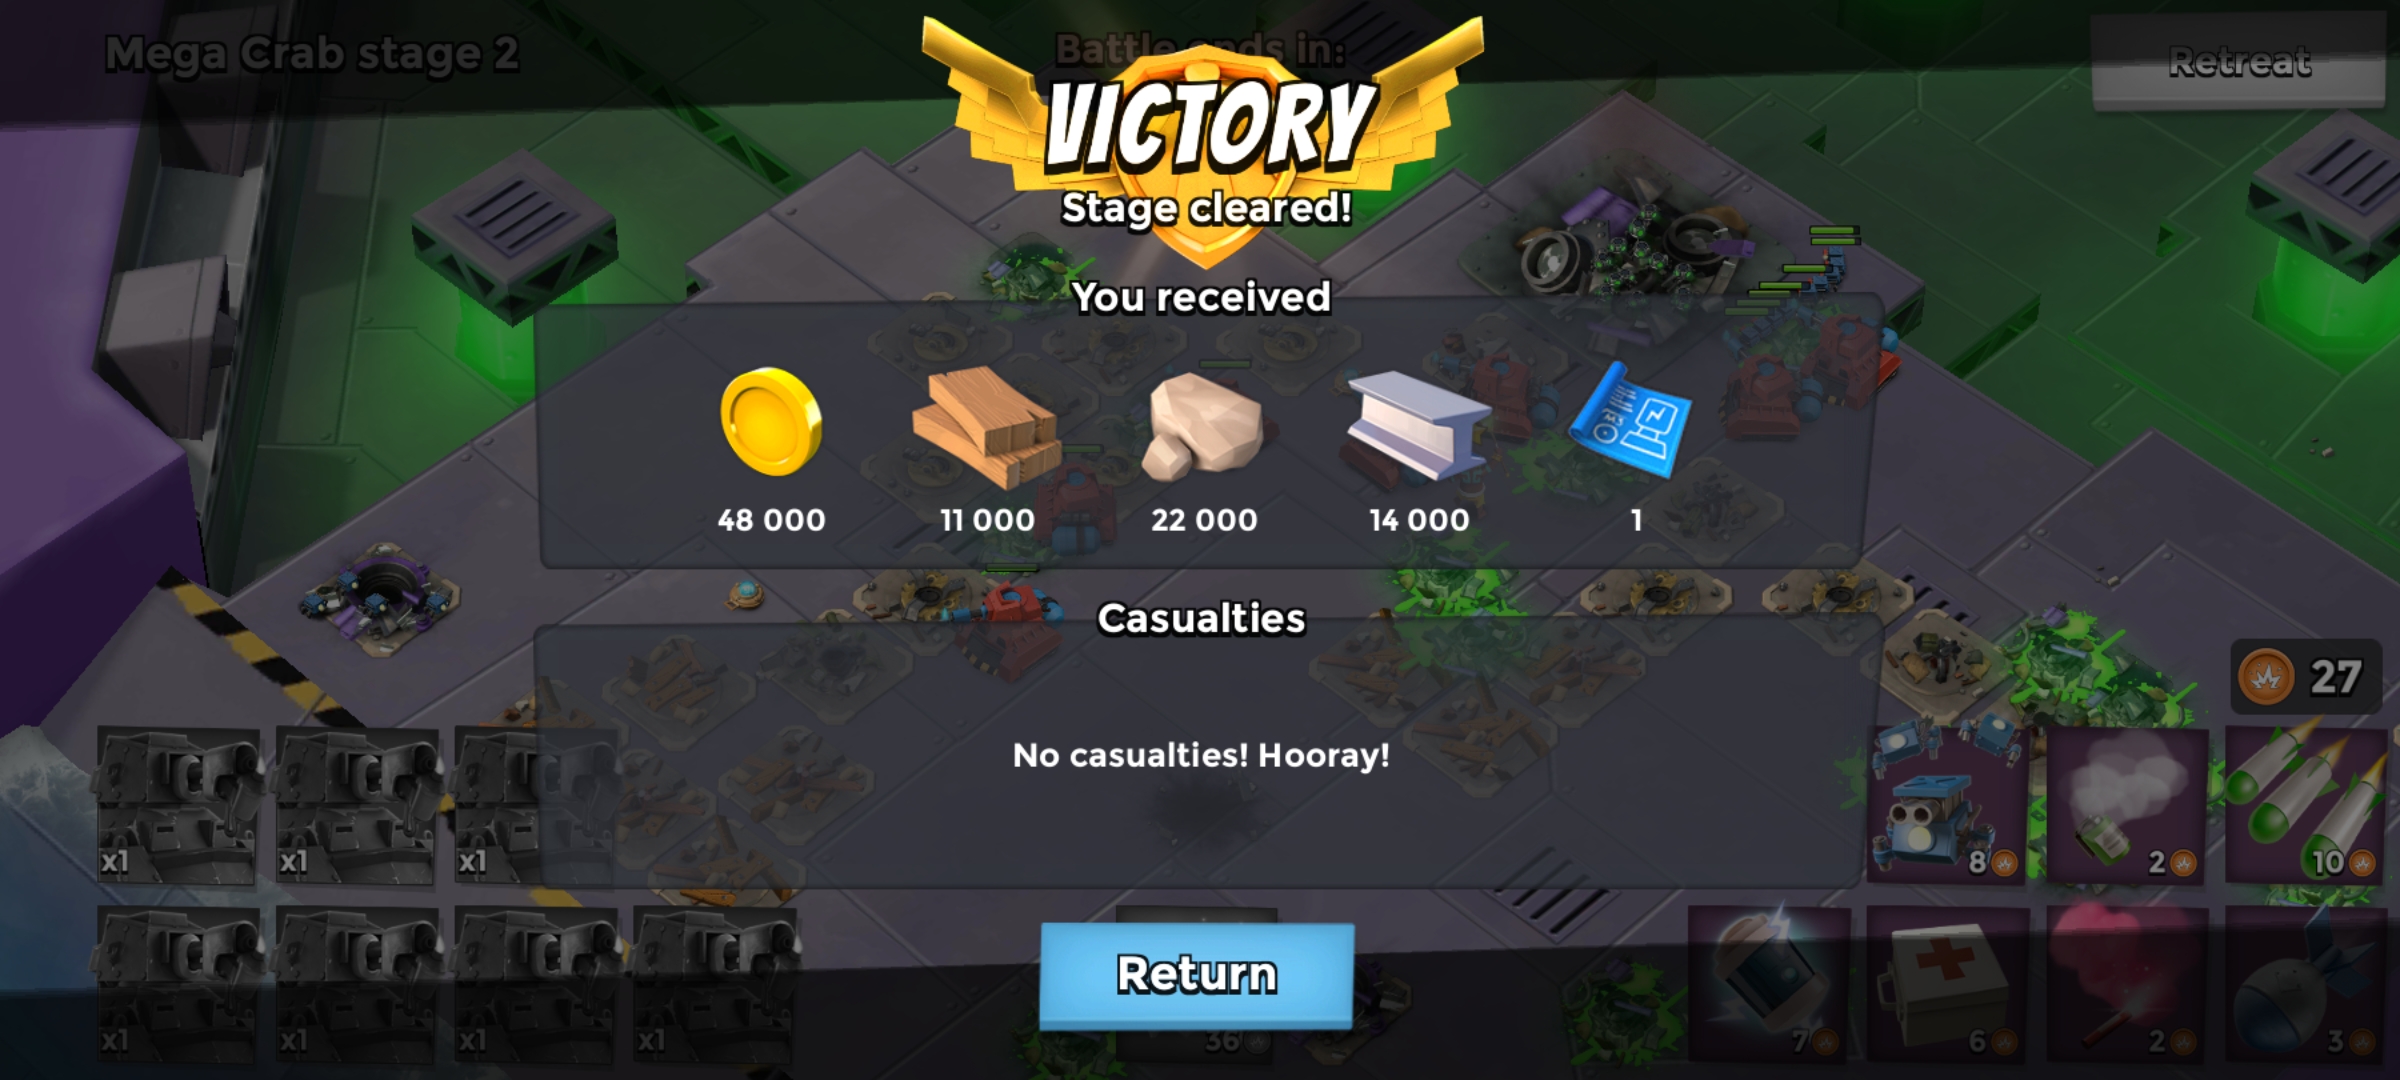 Mega Crab stage 2
Battle ends in:
Retreat
VICTORY
Stage cleared!
You received
48 000
11 000
22 000
14 000
1
Casualties
27
No casualties! Hooray!
x1
x1
x1
8
2
10
Return
x1
x1
x1
x1
36
7
6
2
3